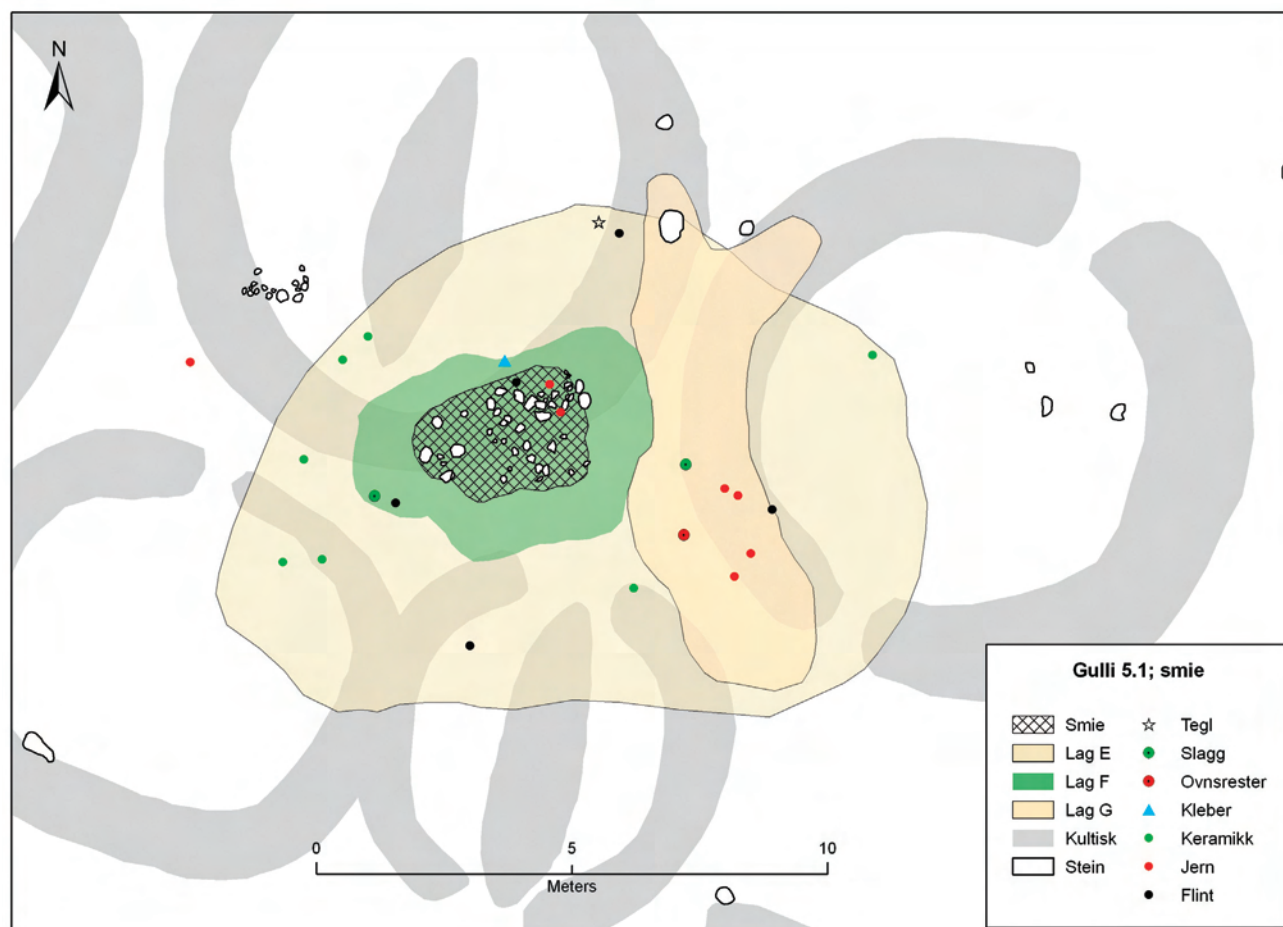 N
0 5 10
Meters
Gulli 5.1; smie
Smie
Lag E
Lag F
Lag G
Kultisk
Stein
Tegl
Slagg
Ovnsrester
Kleber
Keramikk
Jern
Flint